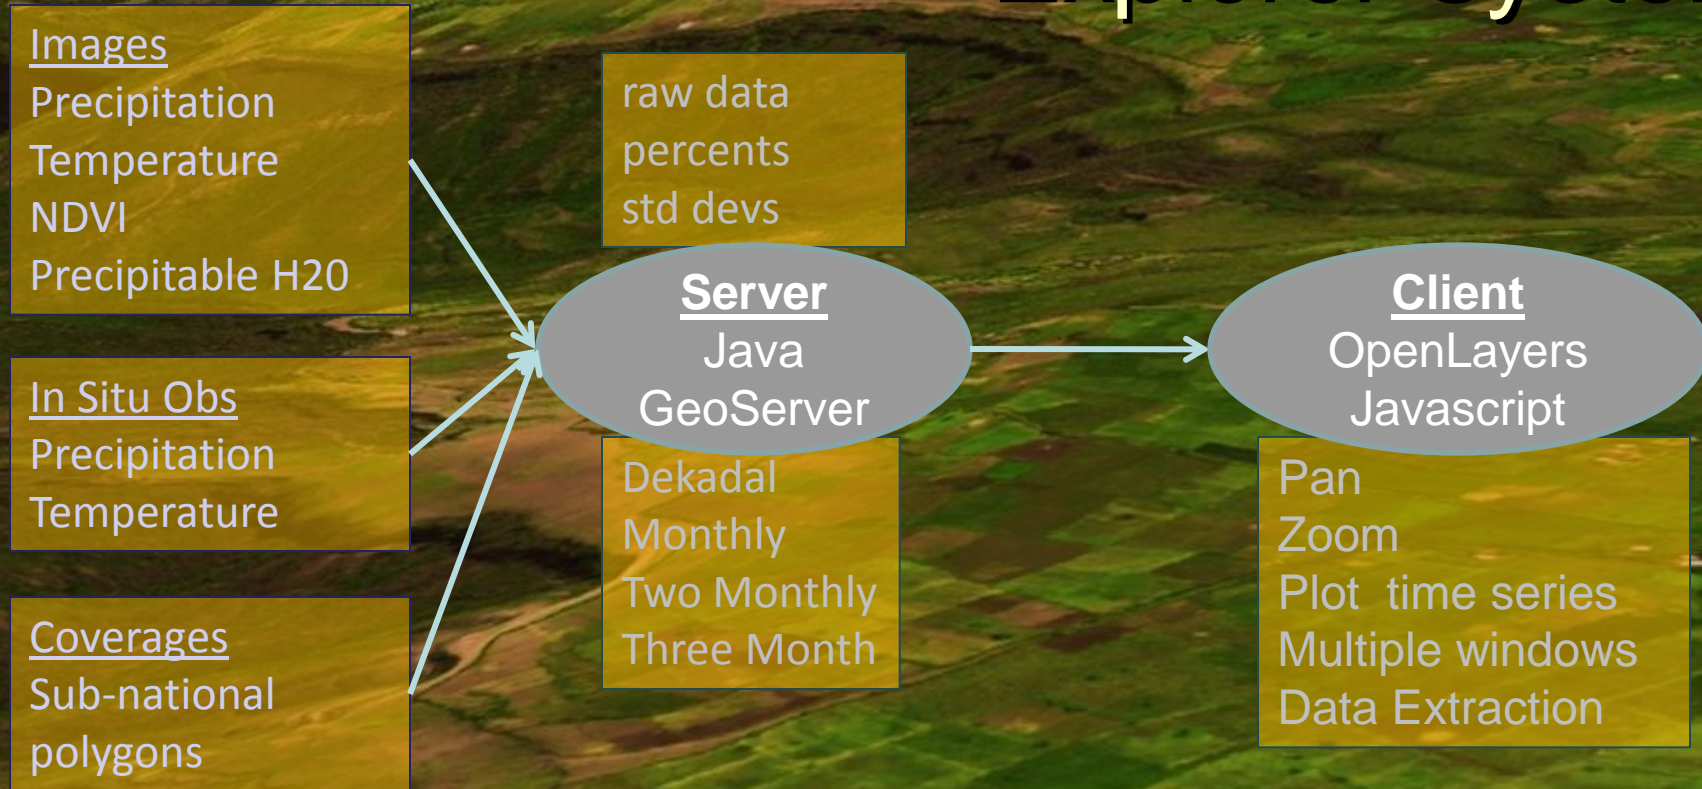 Explorer Syste
Images
Precipitation
Temperature
NDVI
Precipitable H20
In Situ Obs
Precipitation
Temperature
Coverages
Sub-national
polygons
raw data
percents
std devs
Server
Java
GeoServer
Dekadal
Monthly
Two Monthly
Three Month
Client
OpenLayers
Javascript
Pan
Zoom
Plot  time series
Multiple windows
Data Extraction